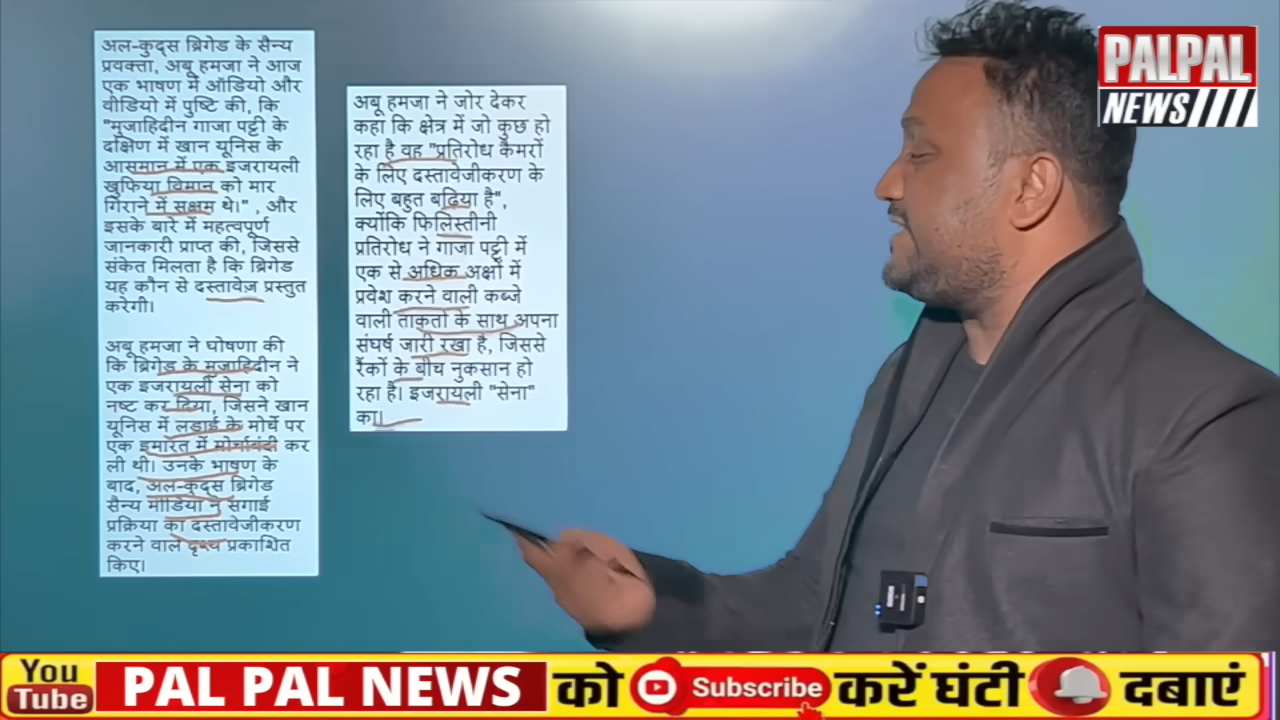 अल-कुद्स ब्रिगेड के सैन्य
प्रवक्ता, अबू हमजा ने आज
एक भाषण में ऑडियो और
वीडियो में पुष्टि की, कि
"मुजाहिदीन गाजा पट्टी के
दक्षिण में खान यूनिस के
आसमान में एक इजरायली
खुफिया विमान को मार
गिराने में सक्षम थे।" , और
इसके बारे में महत्वपूर्ण
जानकारी प्राप्त की, जिससे
संकेत मिलता है कि ब्रिगेड
यह कौन से दस्तावेज़ प्रस्तुत
करेगी।
अबू हमजा ने घोषणा की
कि ब्रिगेड के मुजाहिदीन ने
एक इजरायली सेना को
नष्ट कर दिया, जिसने खान
यूनिस में लड़ाई के मोर्चे पर
एक इमारत में मोर्चाबंदी कर
ली थी। उनके भाषण के
बाद, अल-कुद्स ब्रिगेड
सैन्य मीडिया ने सगाई
प्रक्रिया का दस्तावेजीकरण
करने वाले दृश्य प्रकाशित
किए।
अबू हमजा ने जोर देकर
कहा कि क्षेत्र में जो कुछ हो
रहा है वह "प्रतिरोध कैमरों
के लिए दस्तावेजीकरण के
लिए बहुत बढ़िया है",
क्योंकि फिलिस्तीनी
प्रतिरोध ने गाजा पट्टी में
एक से अधिक अक्षों में
प्रवेश करने वाली कब्जे
वाली ताकतों के साथ अपना
संघर्ष जारी रखा है, जिससे
रैंकों के बीच नुकसान हो
रहा है। इजरायली "सेना"
का।
PALPAL
NEWS
You
Tube
PAL PAL NEWS को Subscribe करें घंटी दबाएं